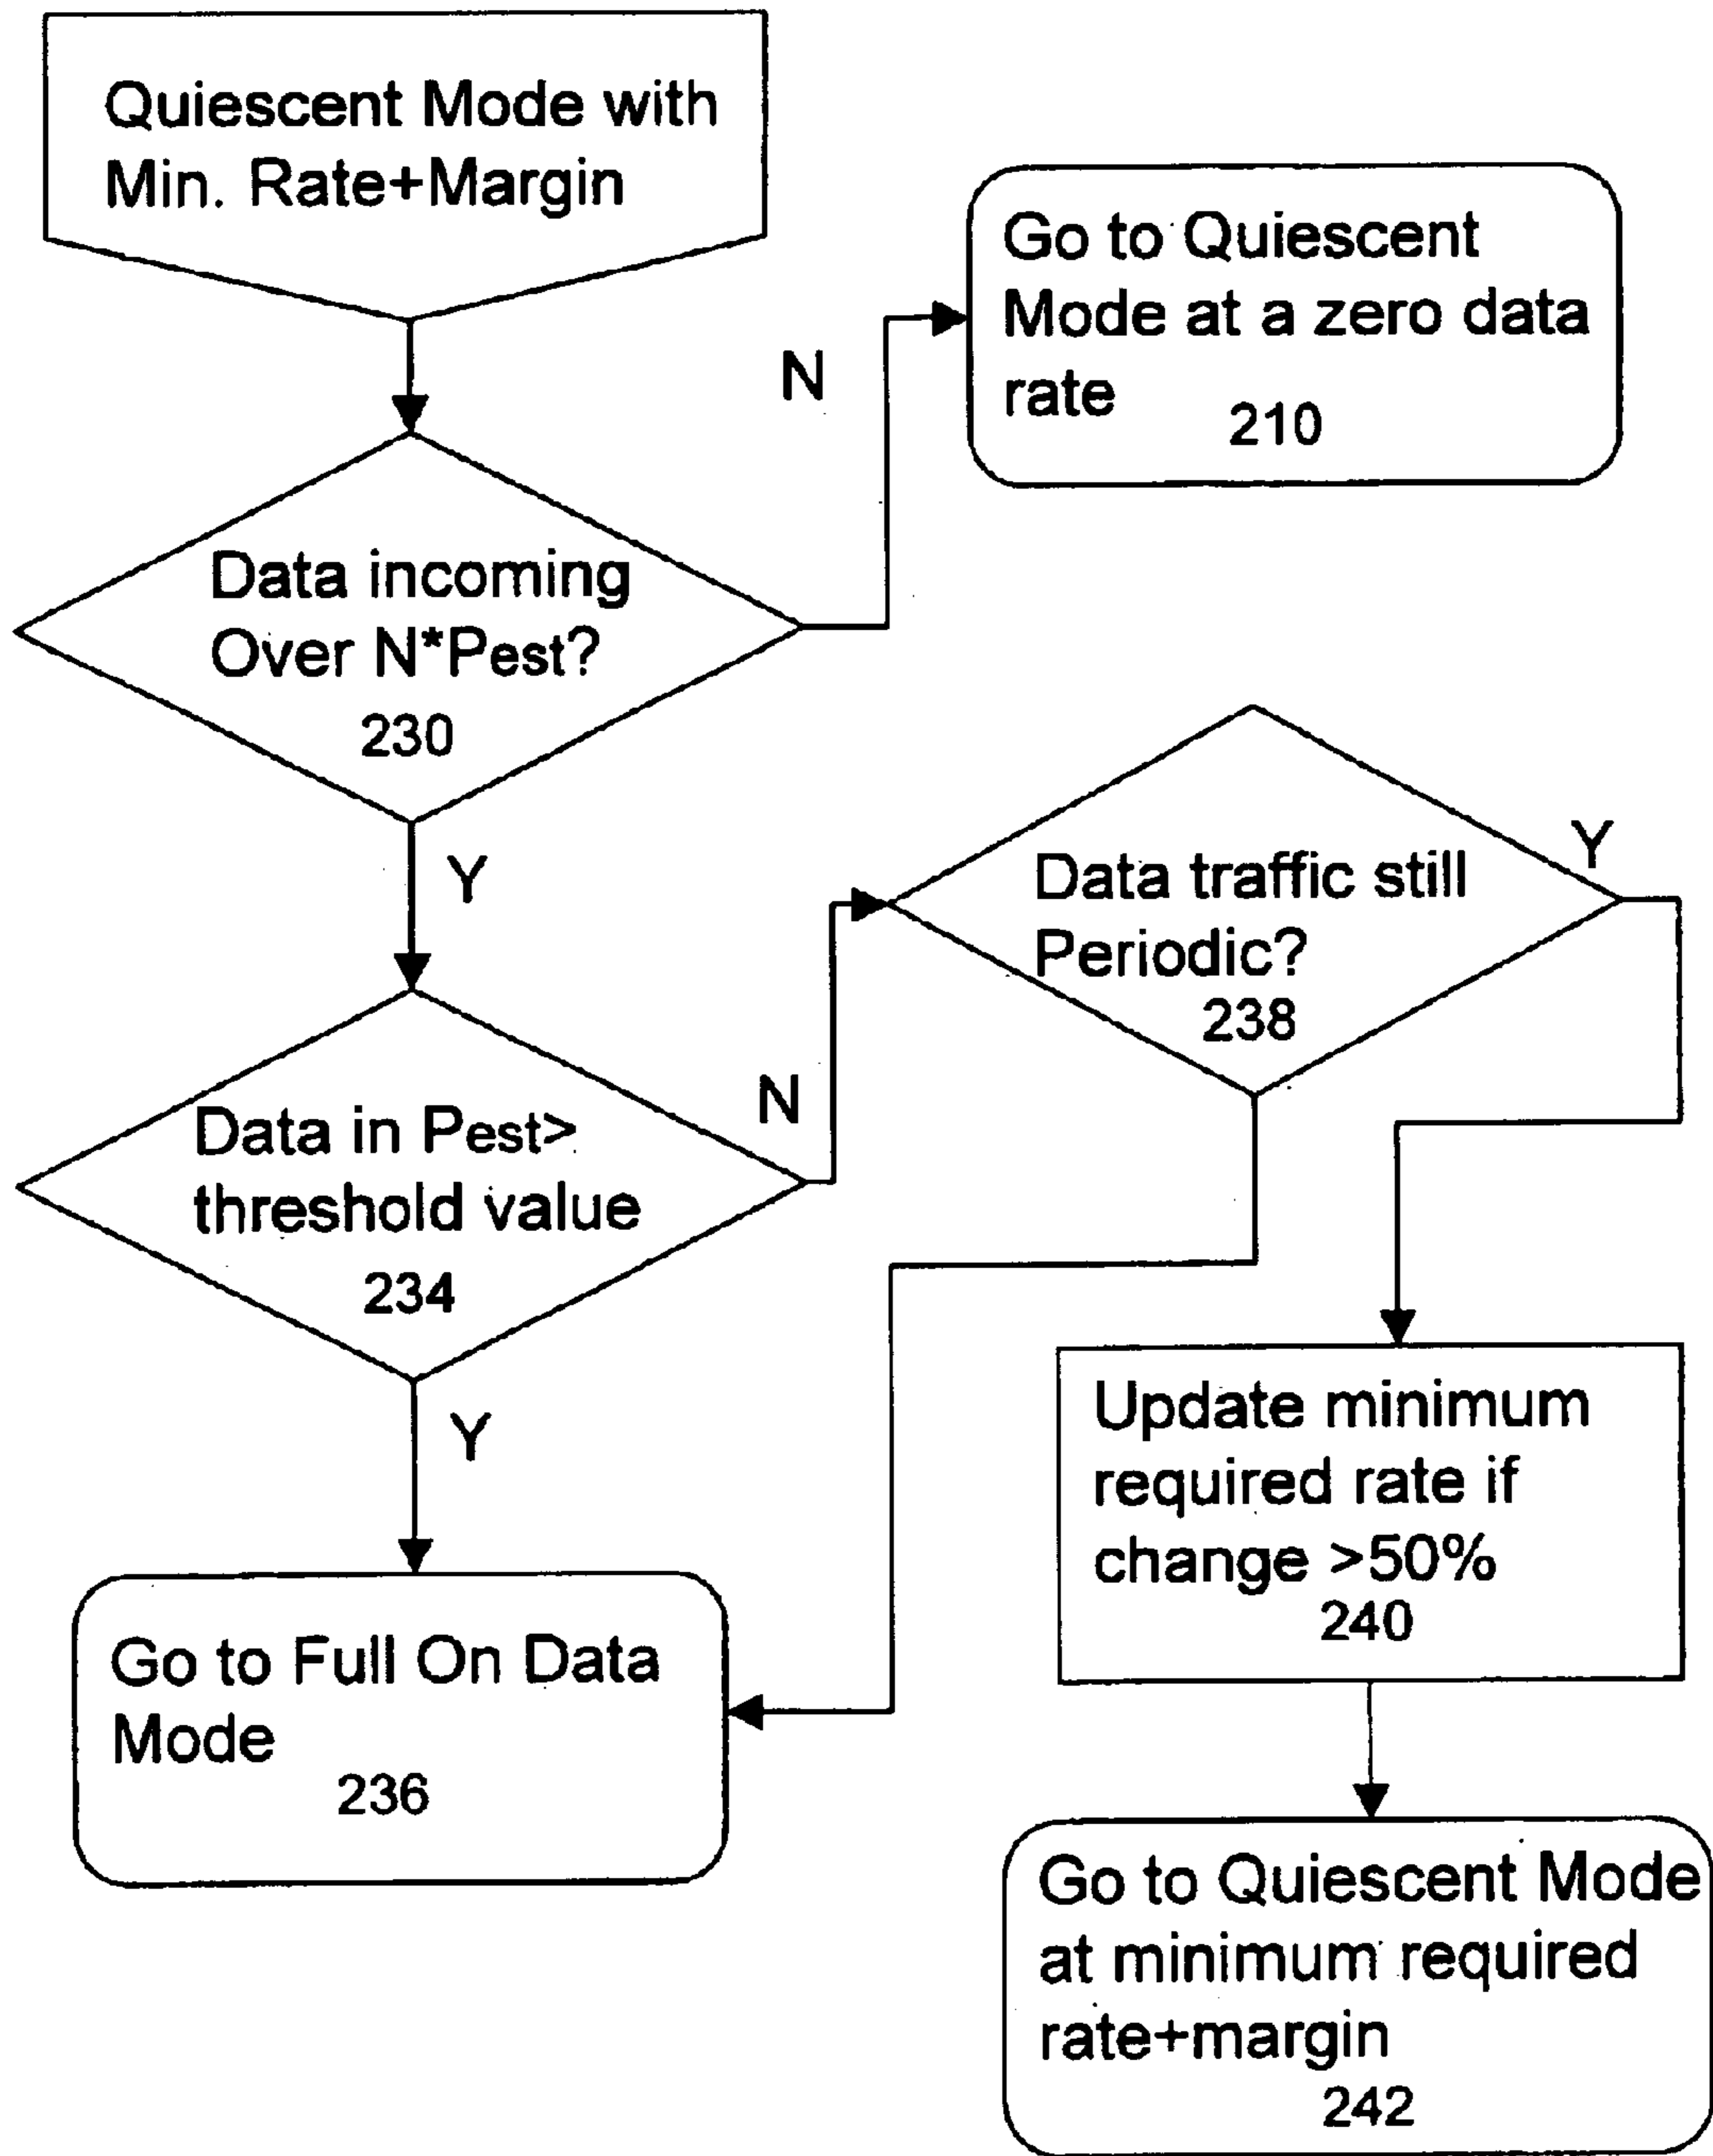 Quiescent Mode with
Min. Rate+Margin
Go to Quiescent
Mode at a zero data
rate
210
N
Data incoming
Over N*Pest?
230
Y
Data traffic still
Periodic?
238
Y
N
Data in Pest>
threshold value
234
Y
Update minimum
required rate if
change >50%
240
Go to Full On Data
Mode
236
Go to Quiescent Mode
at minimum required
rate+margin
242